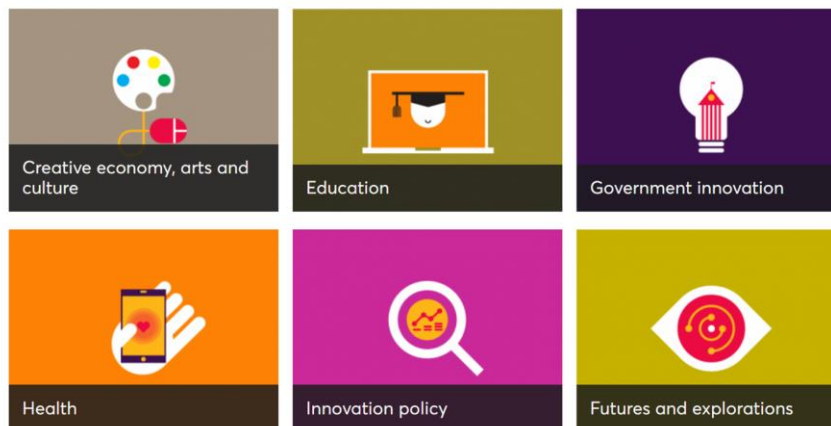 Creative economy, arts and
culture
Education
Government innovation
Health
Innovation policy
Futures and explorations